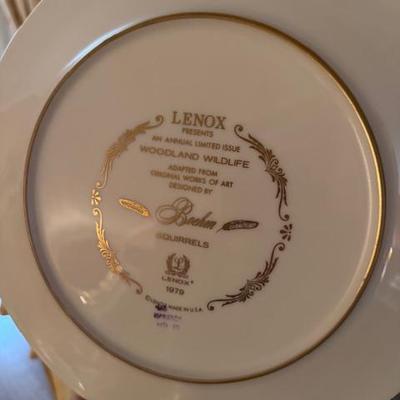 LENOX
PRESENTS
AN ANNUAL LIMITED ISSUE
WOODLAND WILDLIFE
ADAPTED FROM
ORIGINAL WORKS OF ART
DESIGNED BY
Boehm
SQUIRRELS
L
LENOX®
1979
© LENOX MADE IN U.S.A.